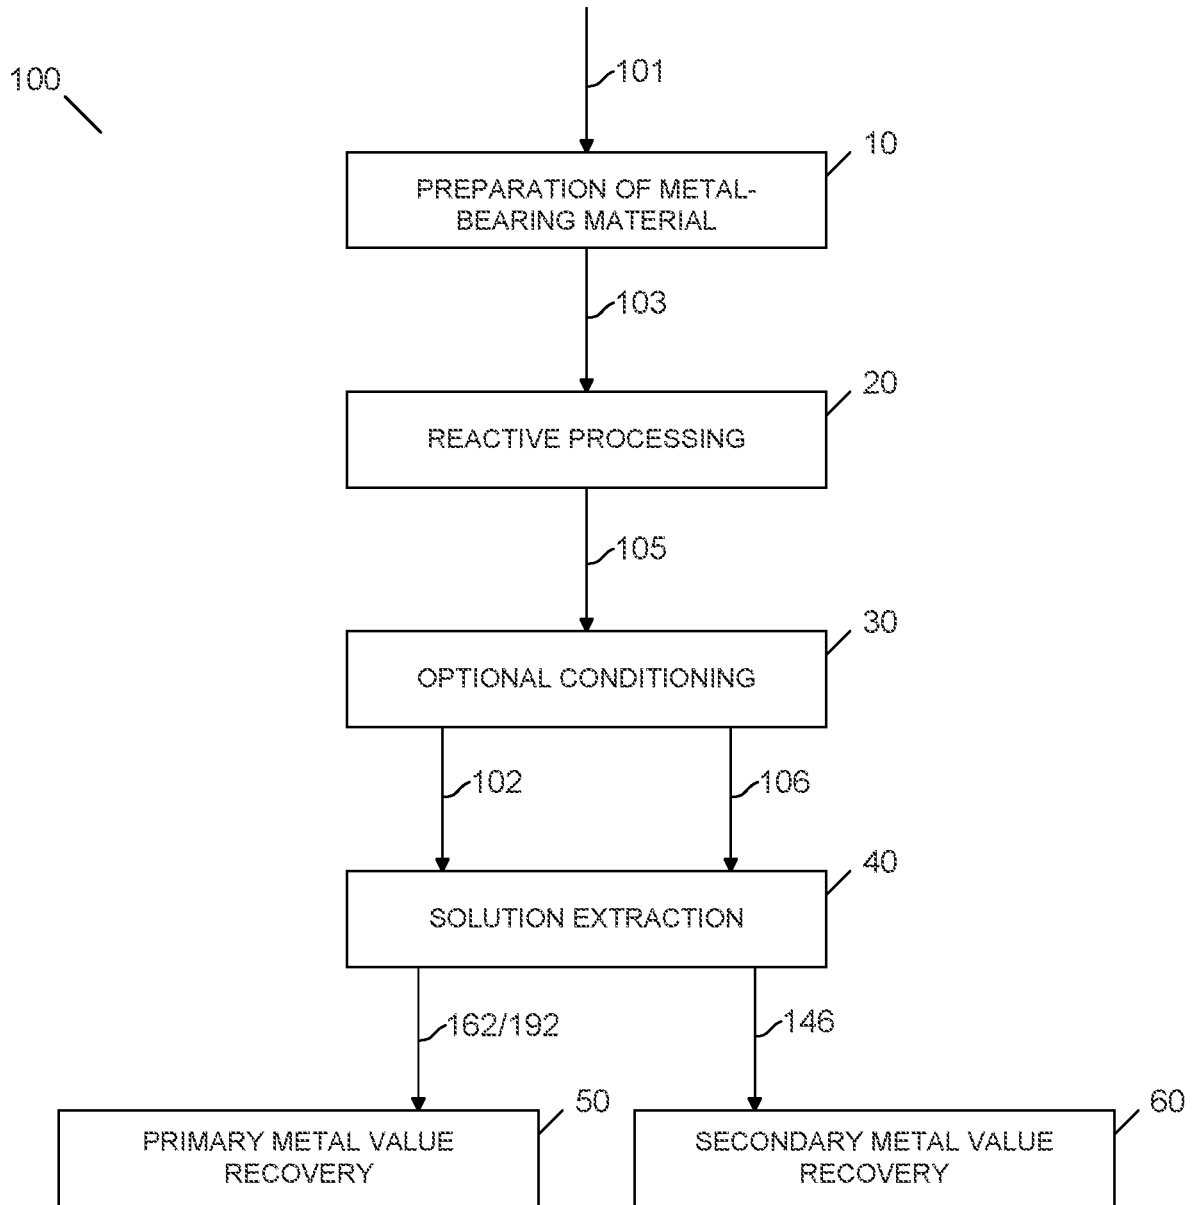 101
100
10
PREPARATION OF METAL-
BEARING MATERIAL
103
20
REACTIVE PROCESSING
105
30
OPTIONAL CONDITIONING
102
106
40
SOLUTION EXTRACTION
162/192
146
50
PRIMARY METAL VALUE
RECOVERY
60
SECONDARY METAL VALUE
RECOVERY